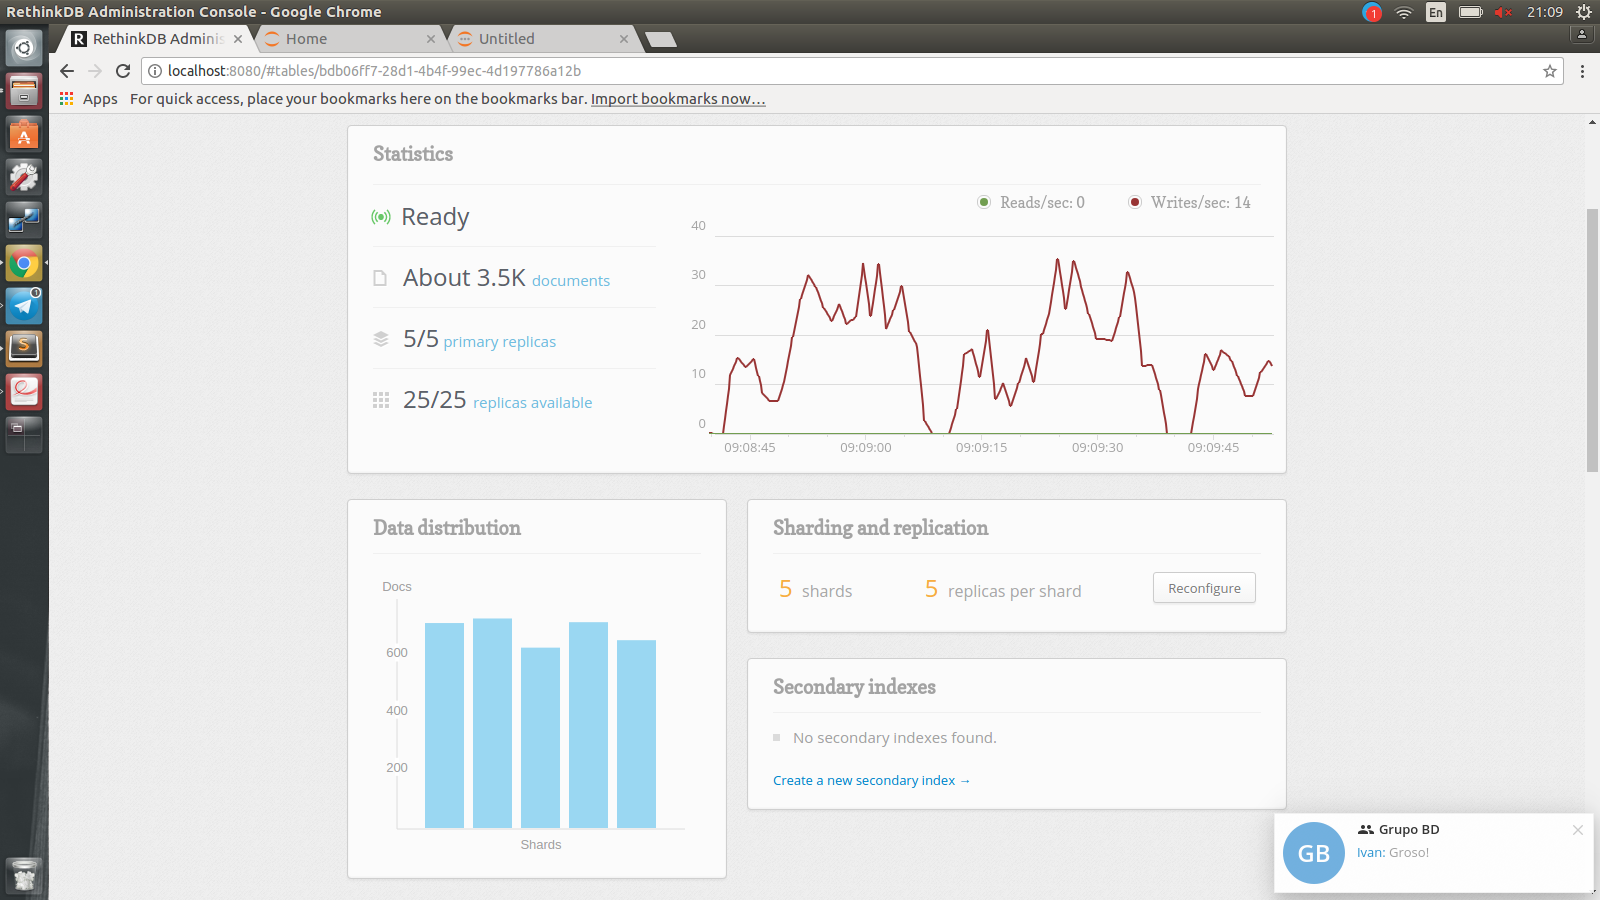 RethinkDB Administration Console - Google Chrome
1
En
21:09
RethinkDB Adminis
Home
Untitled
localhost:8080/#tables/bdb06ff7-28d1-4b4f-99ec-4d197786a12b
Apps
For quick access, place your bookmarks here on the bookmarks bar. Import bookmarks now...
Statistics
Ready
About 3.5K documents
5/5 primary replicas
25/25 replicas available
Reads/sec: 0
Writes/sec: 14
40
30
20
10
0
09:08:45
09:09:00
09:09:15
09:09:30
09:09:45
Data distribution
Docs
600
400
200
Shards
Sharding and replication
5 shards
5 replicas per shard
Reconfigure
Secondary indexes
No secondary indexes found.
Create a new secondary index →
GB
Grupo BD
Ivan: Groso!